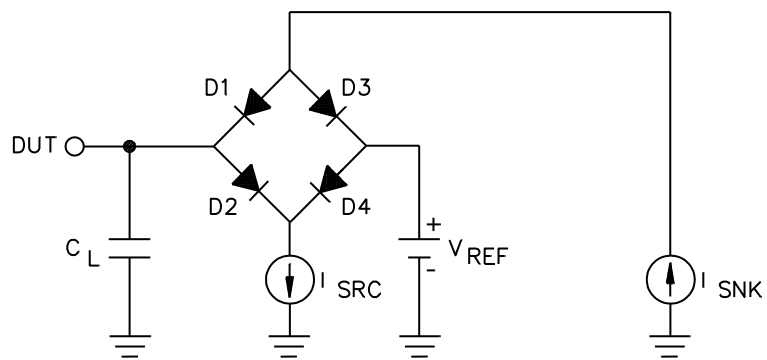 D1
D3
DUT
D2
D4
C L
+
V REF
-
I SRC
I SNK